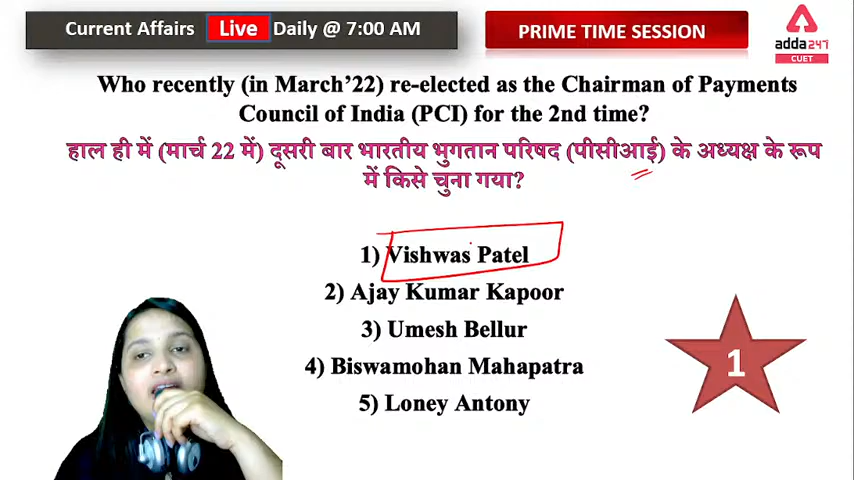 Current Affairs Live Daily @ 7:00 AM
PRIME TIME SESSION
adda247
CUET
Who recently (in March’22) re-elected as the Chairman of Payments
Council of India (PCI) for the 2nd time?
हाल ही में (मार्च 22 में) दूसरी बार भारतीय भुगतान परिषद (पीसीआई) के अध्यक्ष के रूप
में किसे चुना गया?
1) Vishwas Patel
2) Ajay Kumar Kapoor
3) Umesh Bellur
4) Biswamohan Mahapatra
5) Loney Antony
1